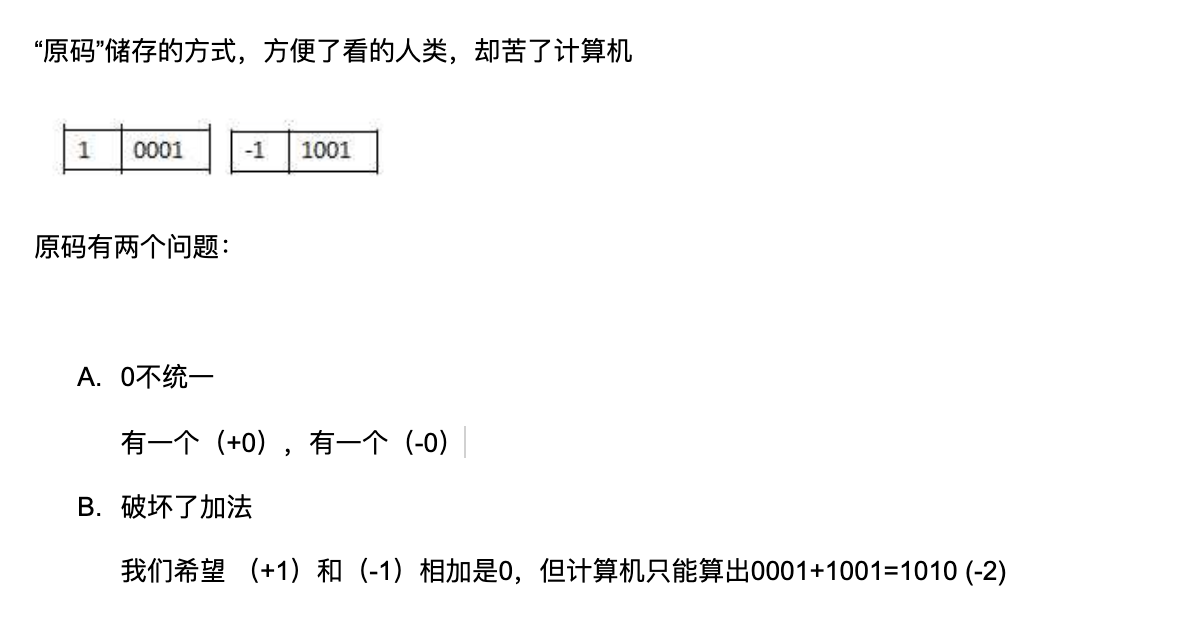 “原码”储存的方式，方便了看的人类，却苦了计算机
1 0001 -1 1001
原码有两个问题：
A. 0不统一
有一个（+0），有一个（-0）
B. 破坏了加法
我们希望 （+1）和（-1）相加是0，但计算机只能算出0001+1001=1010 (-2)